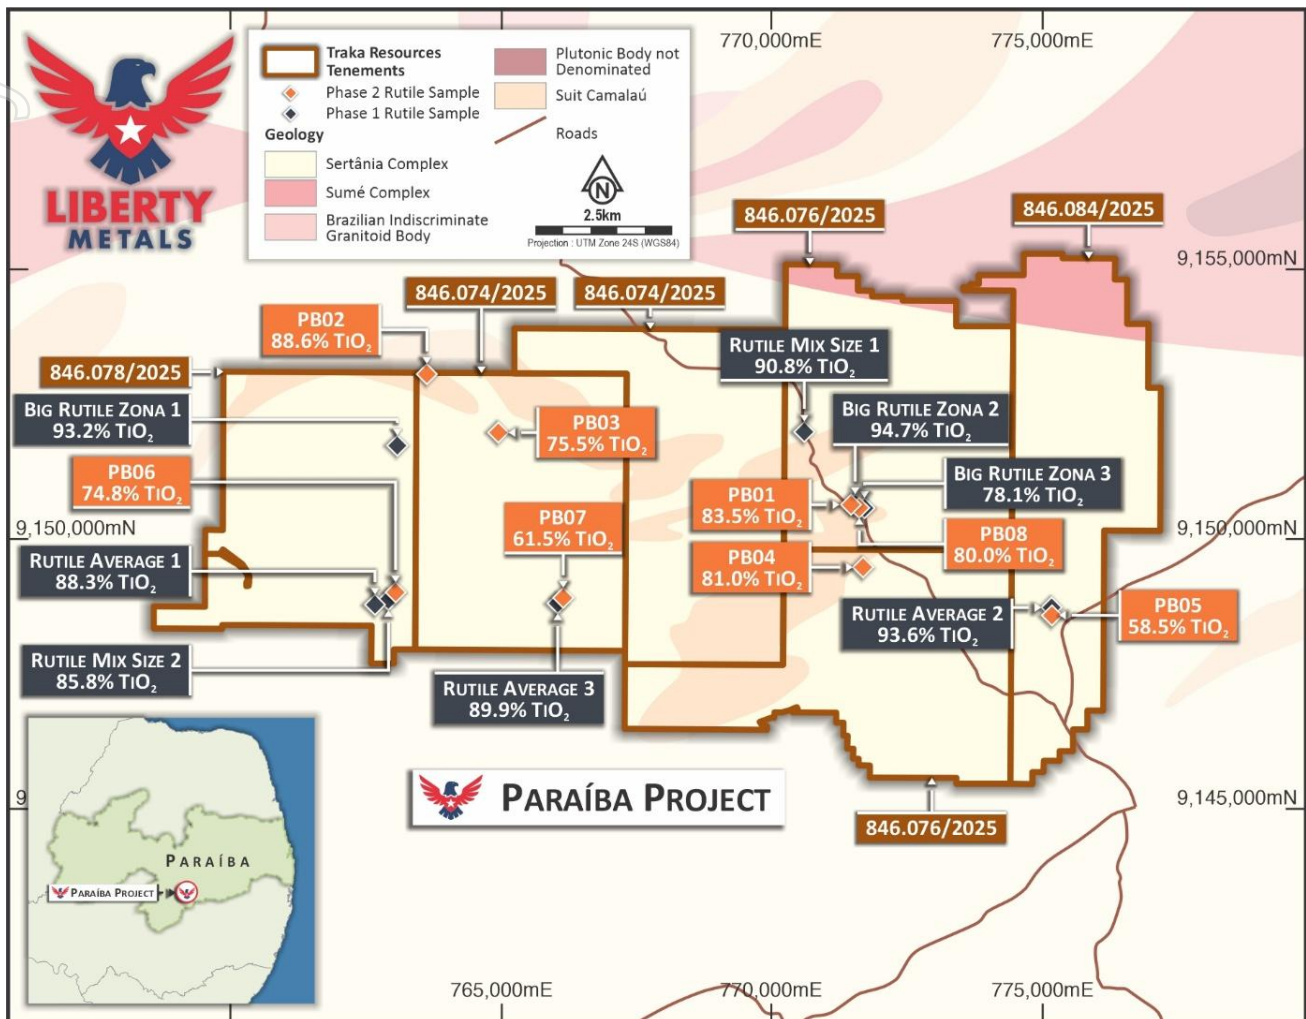 LIBERTY
METALS
Traka Resources
Tenements
Phase 2 Rutile Sample
Phase 1 Rutile Sample
Geology
Sertânia Complex
Sumé Complex
Brazilian Indiscriminate
Granitoid Body
Plutonic Body not
Denominated
Suit Camalaú
Roads
N
2.5km
Projection : UTM Zone 24S (WGS84)
770,000mE
775,000mE
846.076/2025
846.084/2025
9,155,000mN
846.074/2025
846.074/2025
PB02
88.6% TiO₂
846.078/2025
RUTILE MIX SIZE 1
90.8% TiO₂
BIG RUTILE ZONA 1
93.2% TiO₂
PB03
75.5% TiO₂
BIG RUTILE ZONA 2
94.7% TiO₂
PB06
74.8% TiO₂
BIG RUTILE ZONA 3
78.1% TiO₂
PB01
83.5% TiO₂
9,150,000mN
PB07
61.5% TiO₂
9,150,000mN
PB08
80.0% TiO₂
RUTILE AVERAGE 1
88.3% TiO₂
PB04
81.0% TiO₂
RUTILE AVERAGE 2
93.6% TiO₂
PB05
58.5% TiO₂
RUTILE MIX SIZE 2
85.8% TiO₂
RUTILE AVERAGE 3
89.9% TiO₂
PARAÍBA PROJECT
9
9,145,000mN
846.076/2025
PARAÍBA
PARAÍBA PROJECT
765,000mE
770,000mE
775,000mE